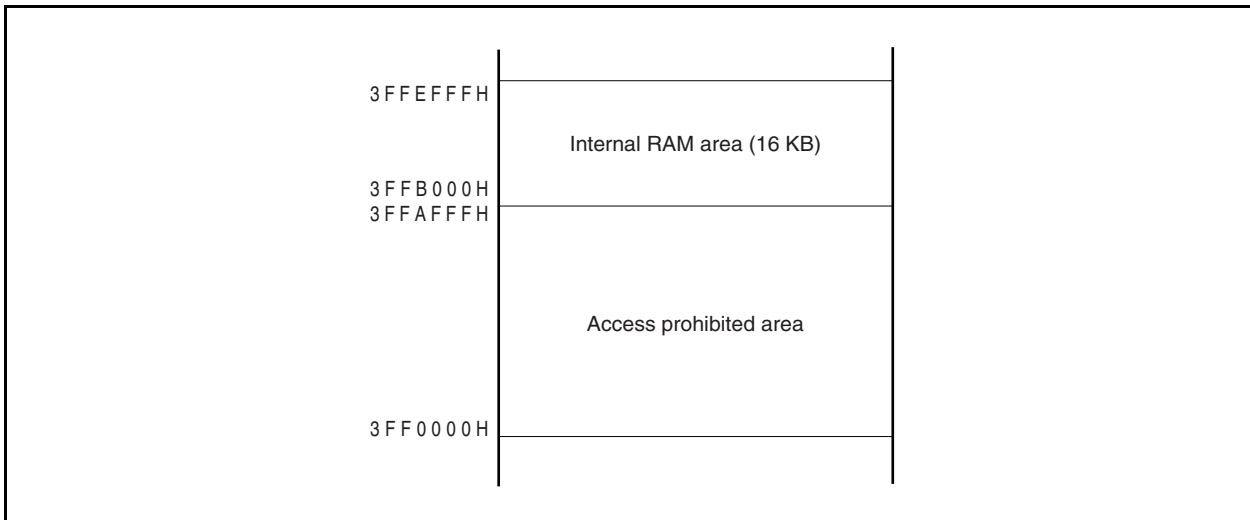 3FFEFFFH
Internal RAM area (16 KB)
3FFB000H
3FFAFFFH
Access prohibited area
3FF0000H